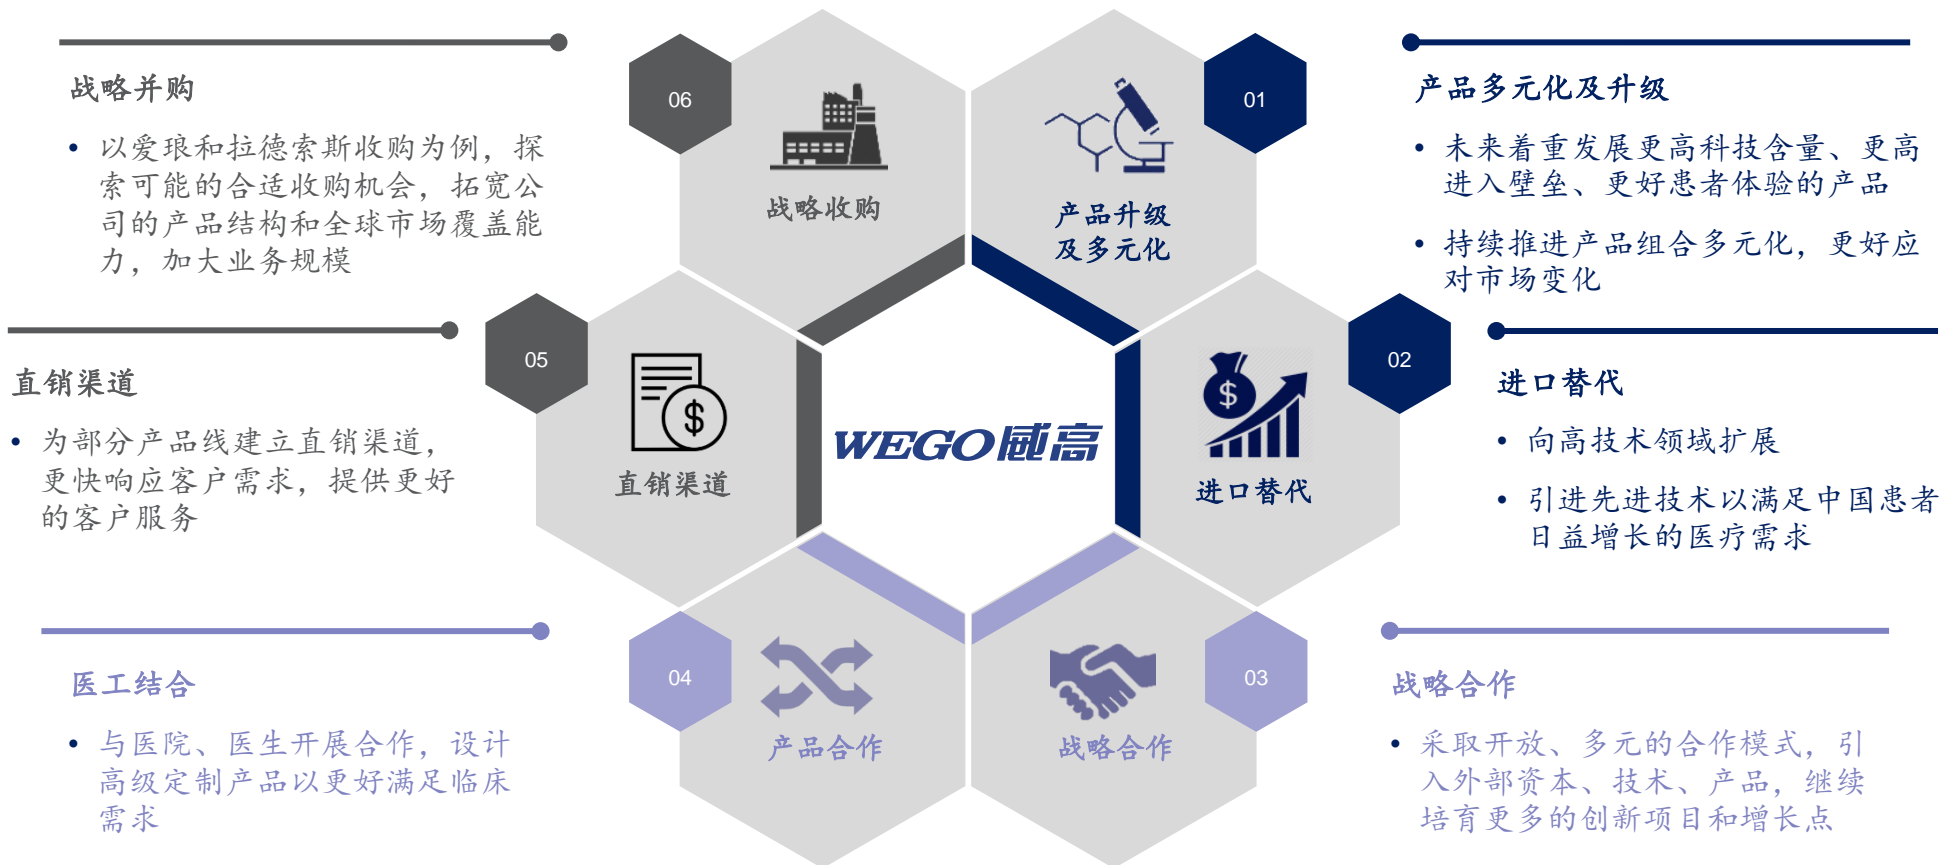 战略并购
• 以爱琅和拉德索斯收购为例，探
索可能的合适收购机会，拓宽公
司的产品结构和全球市场覆盖能
力，加大业务规模
06
战略收购
01
产品升级
及多元化
产品多元化及升级
• 未来着重发展更高科技含量、更高
进入壁垒、更好患者体验的产品
• 持续推进产品组合多元化，更好应
对市场变化
直销渠道
• 为部分产品线建立直销渠道，
更快响应客户需求，提供更好
的客户服务
05
直销渠道
WEGO威高
02
进口替代
进口替代
• 向高技术领域扩展
• 引进先进技术以满足中国患者
日益增长的医疗需求
医工结合
• 与医院、医生开展合作，设计
高级定制产品以更好满足临床
需求
04
产品合作
03
战略合作
战略合作
• 采取开放、多元的合作模式，引
入外部资本、技术、产品，继续
培育更多的创新项目和增长点